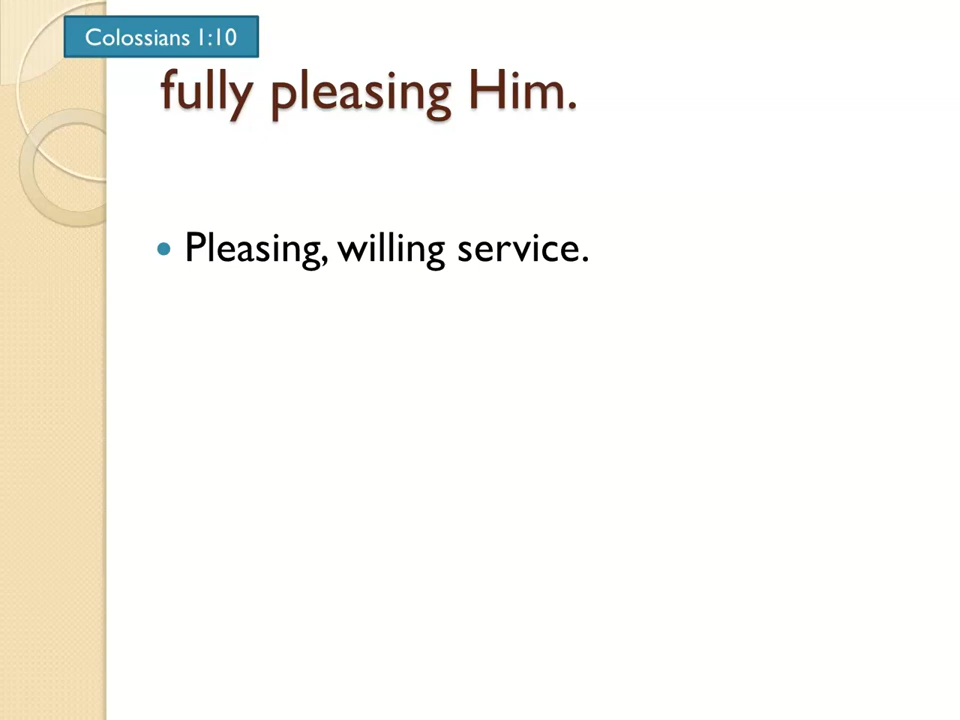 Colossians 1:10
fully pleasing Him.
• Pleasing, willing service.